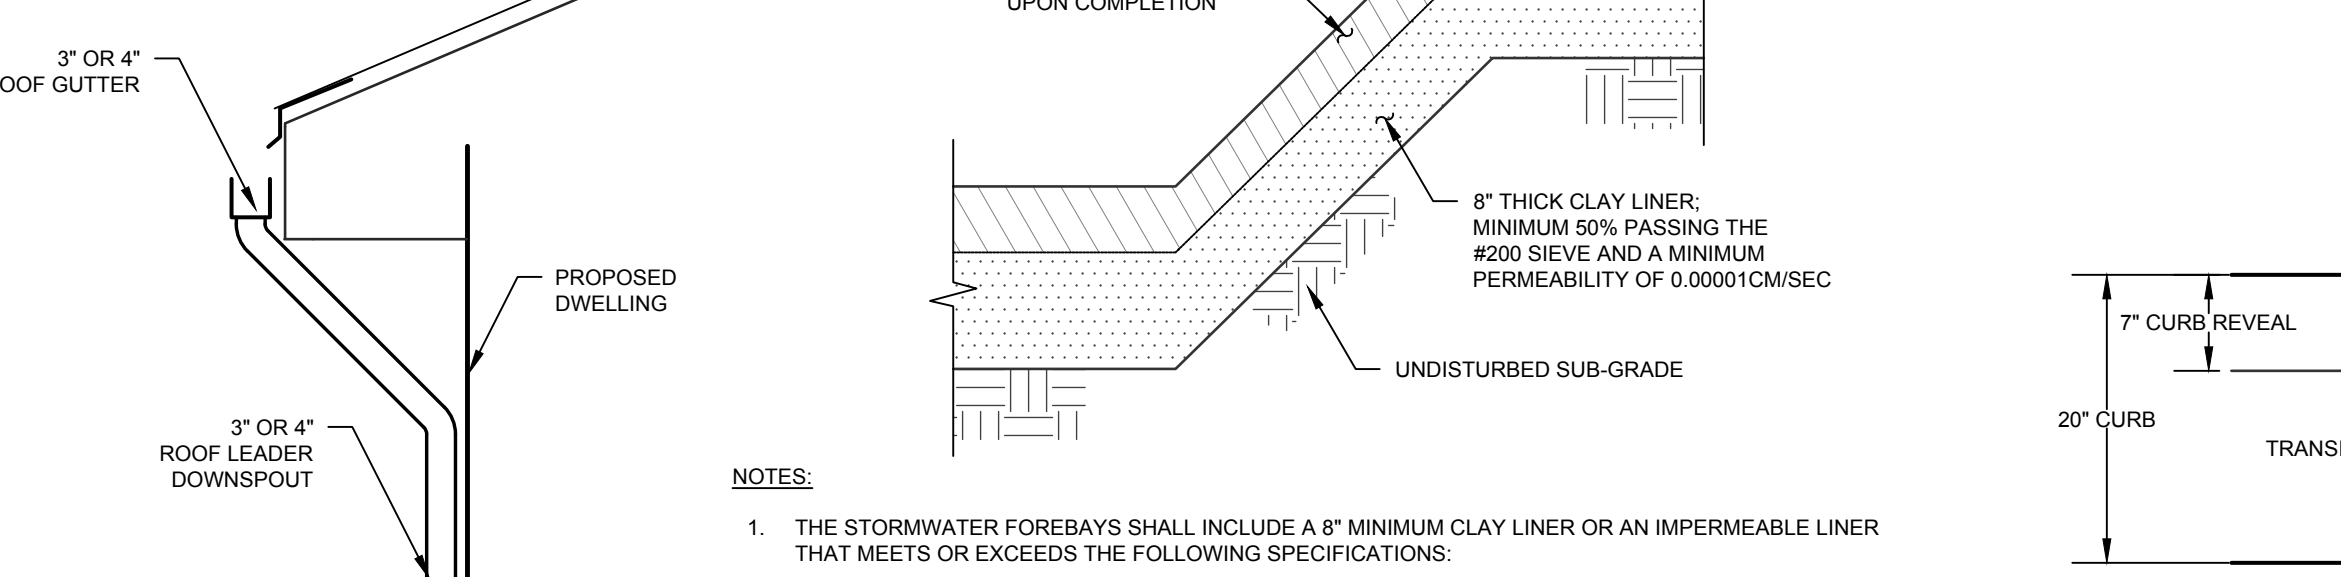 UPON COMPLETION
3" OR 4"
OOF GUTTER
PROPOSED
DWELLING
3" OR 4"
ROOF LEADER
DOWNSPOUT
8" THICK CLAY LINER;
MINIMUM 50% PASSING THE
#200 SIEVE AND A MINIMUM
PERMEABILITY OF 0.00001CM/SEC
UNDISTURBED SUB-GRADE
NOTES:
1. THE STORMWATER FOREBAYS SHALL INCLUDE A 8" MINIMUM CLAY LINER OR AN IMPERMEABLE LINER
THAT MEETS OR EXCEEDS THE FOLLOWING SPECIFICATIONS:
7" CURB REVEAL
20" CURB
TRANSI